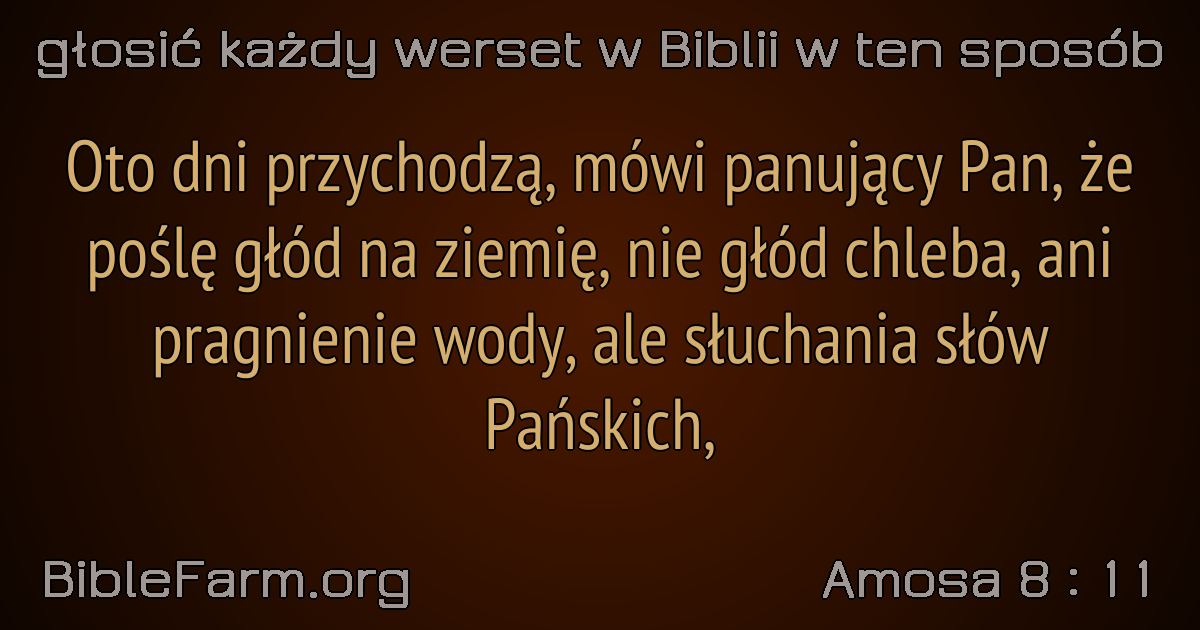 głosić każdy werset w Biblii w ten sposób
Oto dni przychodzą, mówi panujący Pan, że
poślę głód na ziemię, nie głód chleba, ani
pragnienie wody, ale słuchania słów
Pańskich,
BibleFarm.org
Amosa 8 : 11